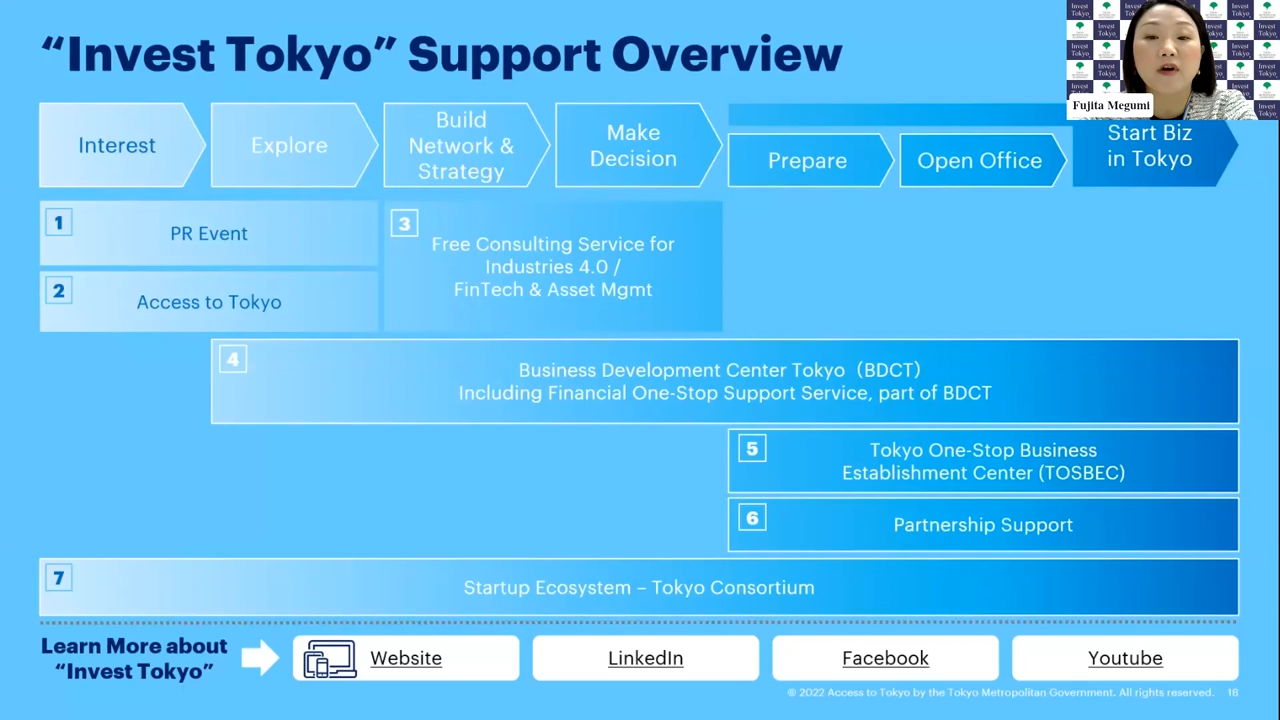 “Invest Tokyo” Support Overview
Invest Tokyo
Fujita Megumi
Interest
Explore
Build
Network &
Strategy
Make
Decision
Prepare
Open Office
Start Biz
in Tokyo
1
PR Event
2
Access to Tokyo
3
Free Consulting Service for
Industries 4.0 /
FinTech & Asset Mgmt
4
Business Development Center Tokyo（BDCT）
Including Financial One-Stop Support Service, part of BDCT
5
Tokyo One-Stop Business
Establishment Center (TOSBEC)
6
Partnership Support
7
Startup Ecosystem – Tokyo Consortium
Learn More about
“Invest Tokyo”
Website
LinkedIn
Facebook
Youtube
© 2022 Access to Tokyo by the Tokyo Metropolitan Government. All rights reserved. 18